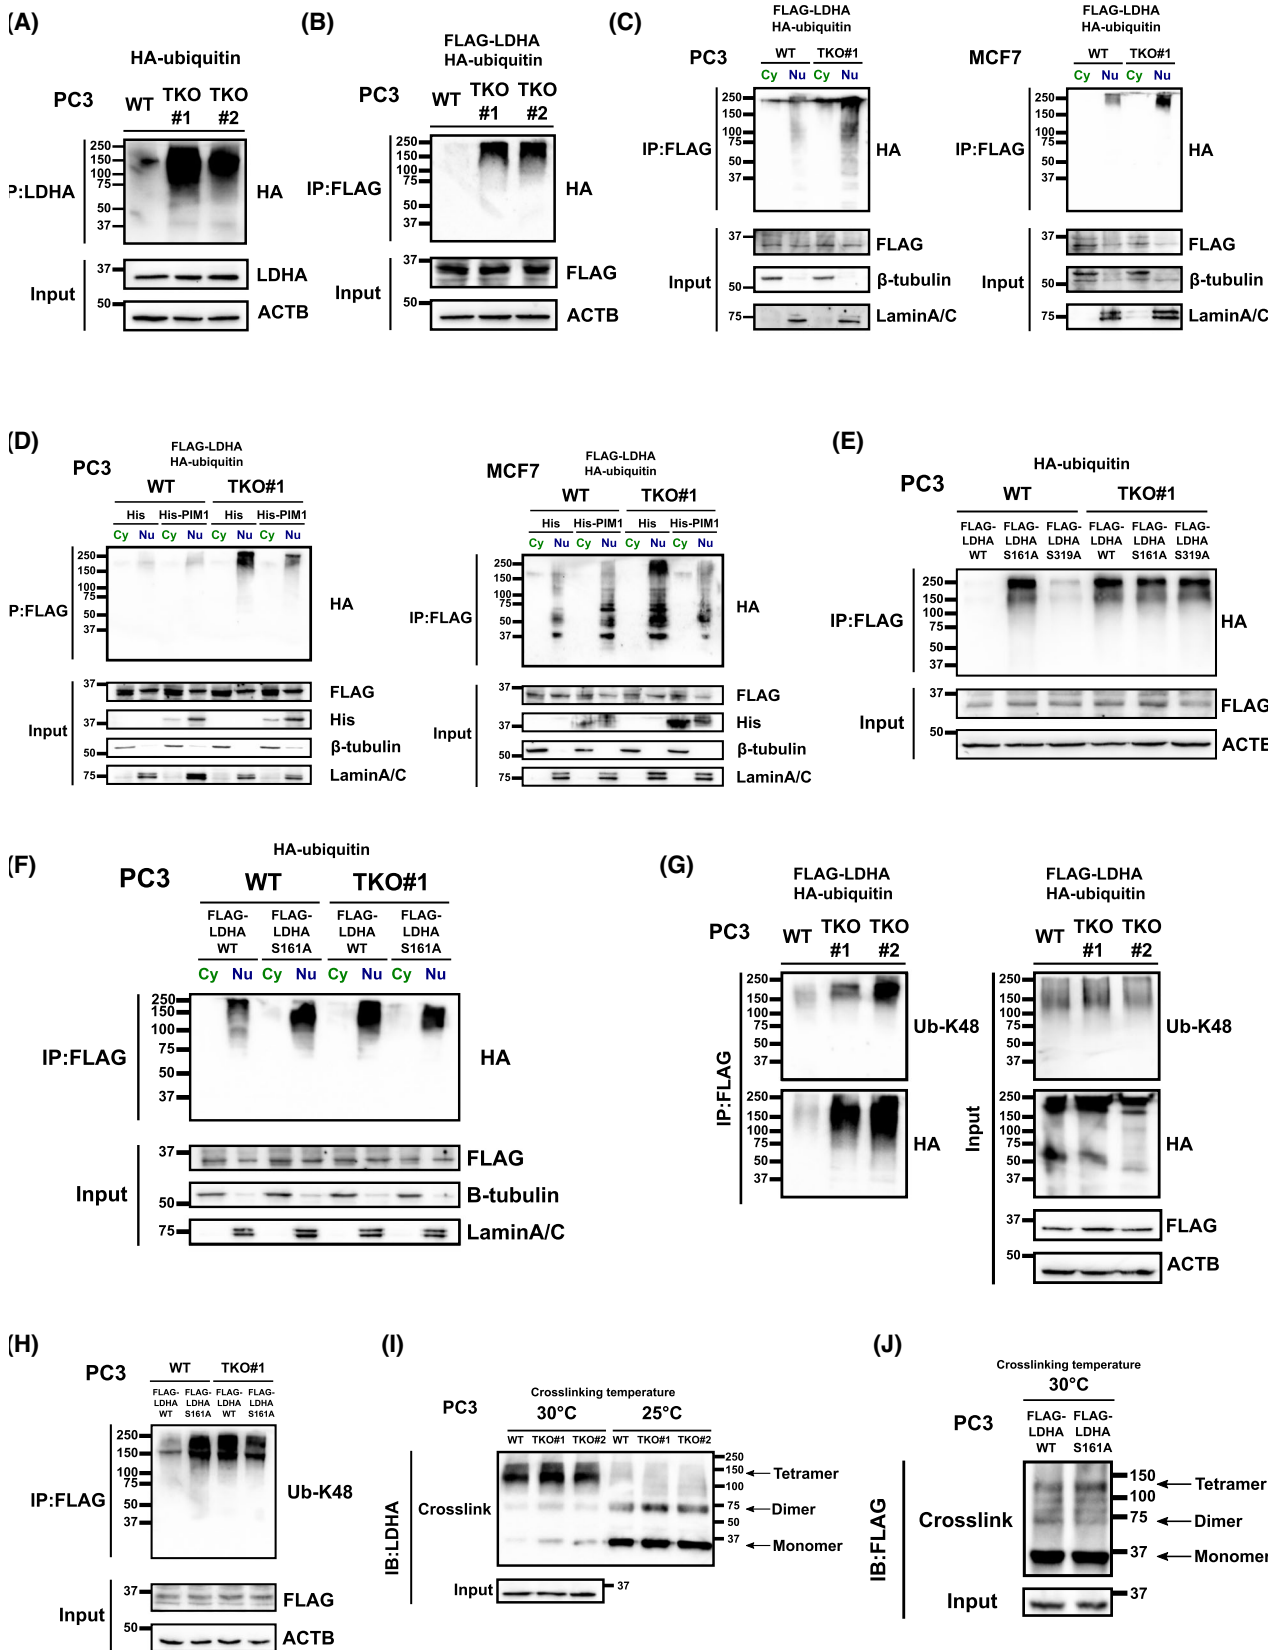 (A)
HA-ubiquitin
PC3
WT
TKO #1
TKO #2
250
150
100
75
50
37
P:LDHA
HA
37
LDHA
Input
50
ACTB
(B)
FLAG-LDHA
HA-ubiquitin
PC3
WT
TKO #1
TKO #2
250
150
100
75
50
37
IP:FLAG
HA
37
FLAG
Input
50
ACTB
(C)
FLAG-LDHA
HA-ubiquitin
PC3
WT TKO#1
Cy Nu Cy Nu
250
150
100
75
50
37
IP:FLAG
HA
37
FLAG
Input
50
β-tubulin
75
LaminA/C
FLAG-LDHA
HA-ubiquitin
MCF7
WT TKO#1
Cy Nu Cy Nu
250
150
100
75
50
37
IP:FLAG
HA
37
FLAG
Input
50
β-tubulin
75
LaminA/C
(D)
FLAG-LDHA
HA-ubiquitin
PC3
WT TKO#1
His His-PIM1 His His-PIM1
Cy Nu Cy Nu Cy Nu Cy Nu
250
150
100
75
50
37
P:FLAG
HA
37
FLAG
37
His
Input
50
β-tubulin
75
LaminA/C
FLAG-LDHA
HA-ubiquitin
MCF7
WT TKO#1
His His-PIM1 His His-PIM1
Cy Nu Cy Nu Cy Nu Cy Nu
250
150
100
75
50
37
IP:FLAG
HA
37
FLAG
37
His
Input
50
β-tubulin
75
LaminA/C
(E)
HA-ubiquitin
PC3
WT TKO#1
FLAG- FLAG- FLAG- FLAG- FLAG- FLAG-
LDHA LDHA LDHA LDHA LDHA LDHA
WT S161A S319A WT S161A S319A
250
150
100
75
50
37
IP:FLAG
HA
37
FLAG
Input
50
ACTB
(F)
HA-ubiquitin
PC3
WT TKO#1
FLAG- FLAG- FLAG- FLAG-
LDHA LDHA LDHA LDHA
WT S161A WT S161A
Cy Nu Cy Nu Cy Nu Cy Nu
250
150
100
75
50
37
IP:FLAG
HA
37
FLAG
Input
50
B-tubulin
75
LaminA/C
(G)
FLAG-LDHA
HA-ubiquitin
PC3
WT
TKO #1
TKO #2
250
150
100
75
50
37
Ub-K48
IP:FLAG
250
150
100
75
50
37
HA
FLAG-LDHA
HA-ubiquitin
WT
TKO #1
TKO #2
250
150
100
75
50
37
Ub-K48
Input
250
150
100
75
50
37
HA
37
FLAG
50
ACTB
(H)
PC3
WT TKO#1
FLAG- FLAG- FLAG- FLAG-
LDHA LDHA LDHA LDHA
WT S161A WT S161A
250
150
100
75
50
37
IP:FLAG
Ub-K48
37
FLAG
Input
50
ACTB
(I)
Crosslinking temperature
PC3
30°C 25°C
WT TKO#1 TKO#2 WT TKO#1 TKO#2
250
150
100
75
50
37
Tetramer
Dimer
Monomer
Crosslink
IB:LDHA
Input
37
(J)
Crosslinking temperature
30°C
PC3
FLAG- FLAG-
LDHA LDHA
WT S161A
150
100
75
37
Tetramer
Dimer
Monomer
Crosslink
IB:FLAG
Input
37